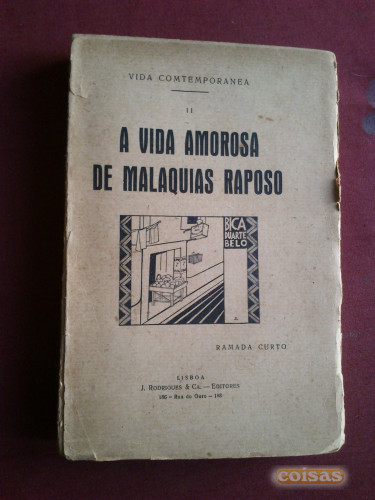 VIDA COMTEMPORANEA
II
A VIDA AMOROSA
DE MALAQUIAS RAPOSO
BICA
DUARTE
BELO
RAMADA CURTO
LISBOA
J. RODRIGUES & CA. — EDITORES
186 — Rua do Ouro — 188
coisas